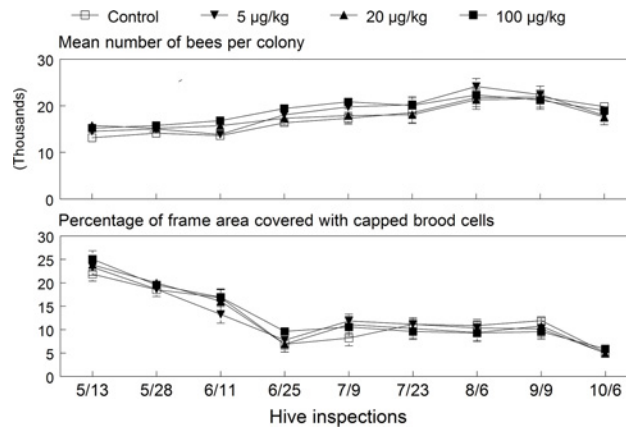 Control 5 µg/kg 20 µg/kg 100 µg/kg
Mean number of bees per colony
30
20
10
0
(Thousands)
Percentage of frame area covered with capped brood cells
30
25
20
15
10
5
0
5/13 5/28 6/11 6/25 7/9 7/23 8/6 9/9 10/6
Hive inspections